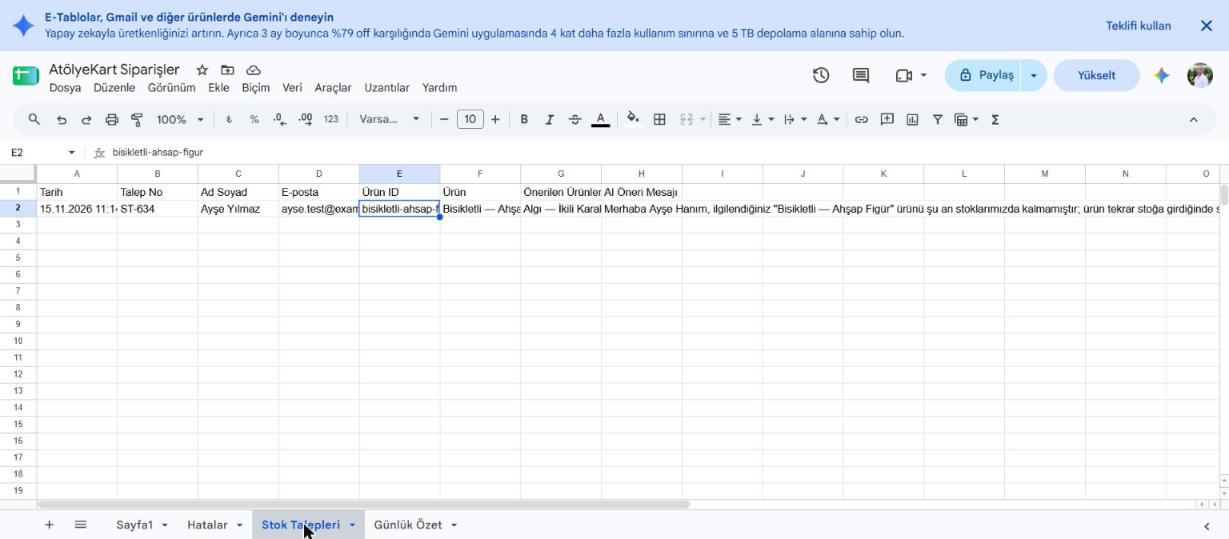 E-Tablolar, Gmail ve diğer ürünlerde Gemini'ı deneyin
Yapay zekayla üretkenliğinizi artırın. Ayrıca 3 ay boyunca %79 off karşılığında Gemini uygulamasında 4 kat daha fazla kullanım sınırına ve 5 TB depolama alanına sahip olun.
Teklifi kullan
AtölyeKart Siparişler
Dosya Düzenle Görünüm Ekle Biçim Veri Araçlar Uzantılar Yardım
Paylaş
Yükselt
100% ₺ % .0 .00 123 Varsa... 10 B I S A Σ
E2 fx bisikletli-ahsap-figur
A B C D E F G H I J K L M N O
1 Tarih Talep No Ad Soyad E-posta Ürün ID Ürün Önerilen Ürünler AI Öneri Mesajı
2 15.11.2026 11:1 ST-634 Ayşe Yılmaz ayse.test@exam bisikletli-ahsap-f Bisikletli — Ahşa Algı — İkili Karal Merhaba Ayşe Hanım, ilgilendiğiniz "Bisikletli — Ahşap Figür" ürünü şu an stoklarımızda kalmamıştır; ürün tekrar stoğa girdiğinde s
3
4
5
6
7
8
9
10
11
12
13
14
15
16
17
18
19
Sayfa1 Hatalar Stok Talepleri Günlük Özet